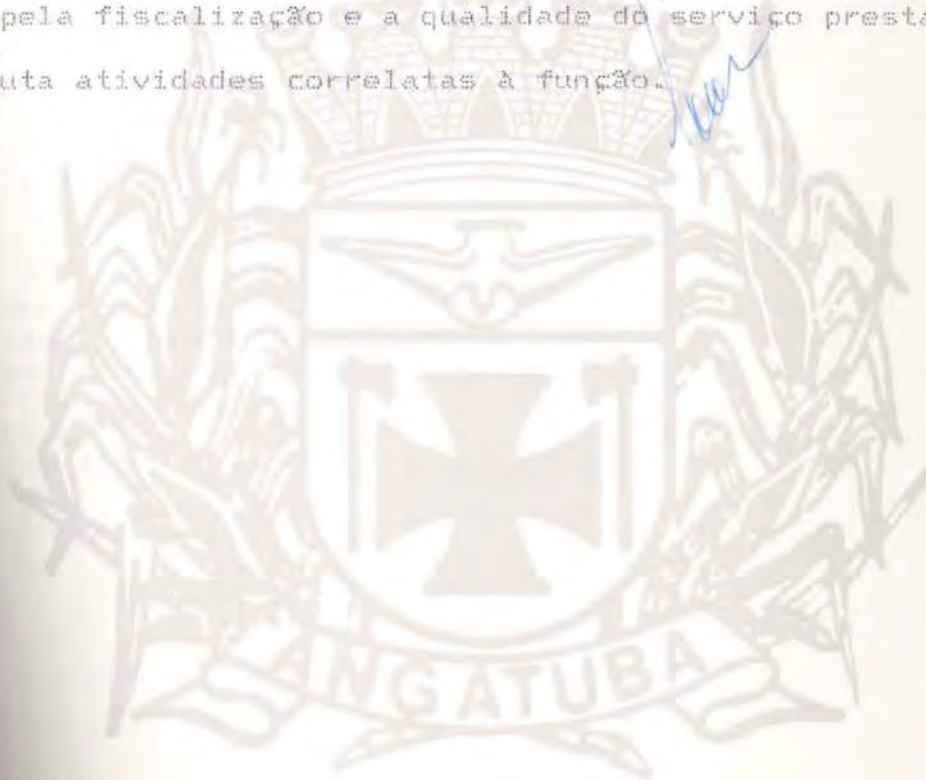 pela fiscalização e a qualidade do serviço presta
uta atividades correlatas à função.
ANGATUBA